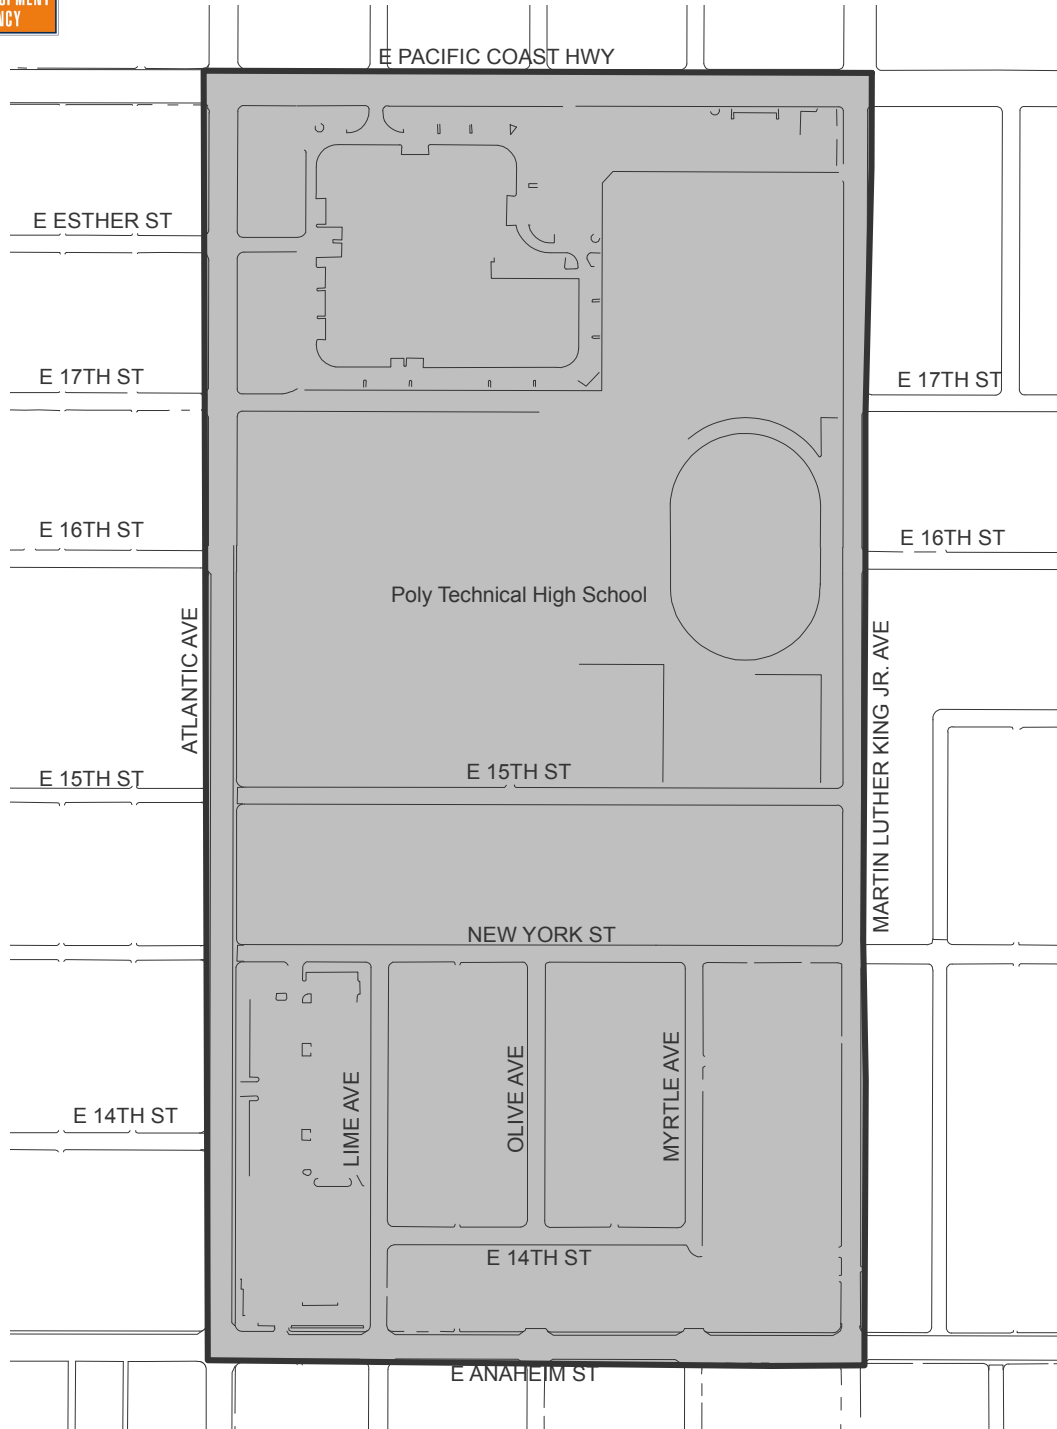 NCY
E PACIFIC COAST HWY
E ESTHER ST
E 17TH ST
E 17TH ST
E 16TH ST
E 16TH ST
Poly Technical High School
ATLANTIC AVE
MARTIN LUTHER KING JR. AVE
E 15TH ST
E 15TH ST
NEW YORK ST
LIME AVE
OLIVE AVE
MYRTLE AVE
E 14TH ST
E 14TH ST
E ANAHEIM ST